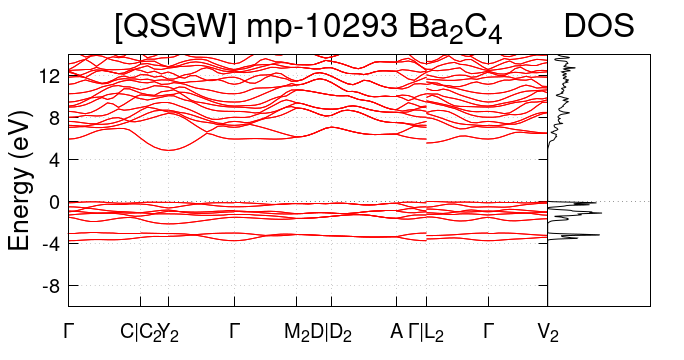 [QSGW] mp-10293 Ba₂C₄ DOS
12
8
4
0
-4
-8
Energy (eV)
Γ C|C₂Y₂ Γ M₂D|D₂ A Γ|L₂ Γ V₂